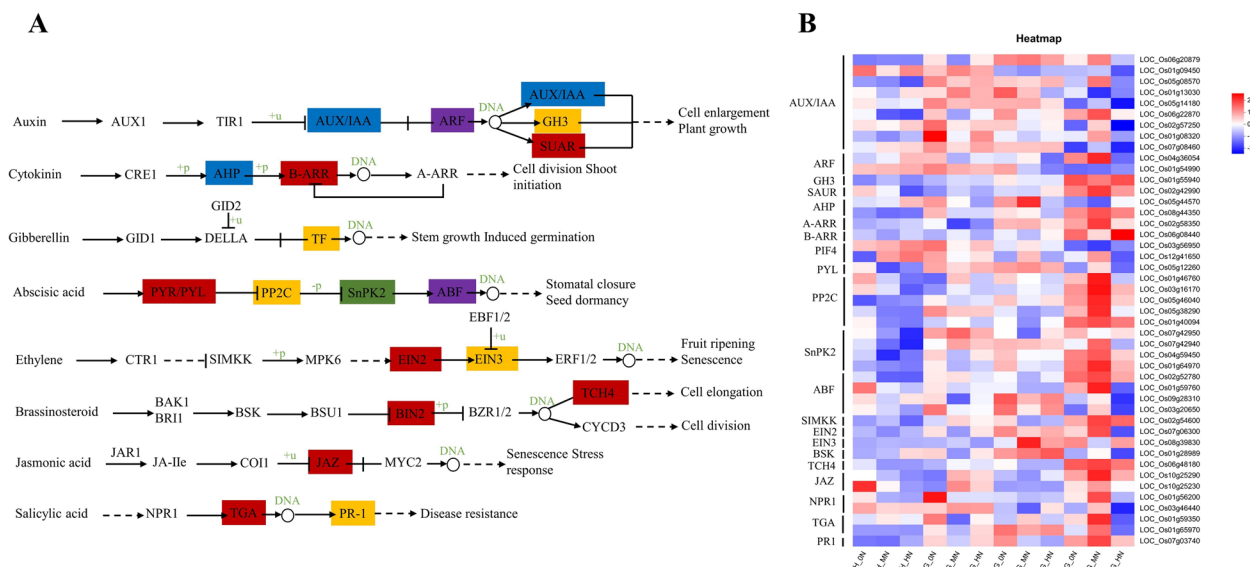 A
B
Auxin AUX1 TIR1 +u AUX/IAA ARF DNA AUX/IAA
GH3
SUAR
Cell enlargement
Plant growth
Cytokinin CRE1 +p AHP +p B-ARR DNA A-ARR
Cell division Shoot
initiation
GID2
+u
Gibberellin GID1 DELLA TF DNA Stem growth Induced germination
Abscisic acid PYR/PYL PP2C -p SnPK2 ABF DNA
Stomatal closure
Seed dormancy
EBF1/2
+u
Ethylene CTR1 SIMKK +p MPK6 EIN2 EIN3 ERF1/2 DNA
Fruit ripening
Senescence
Brassinosteroid
BAK1
BRI1
BSK BSU1 BIN2 +p BZR1/2 DNA
TCH4 Cell elongation
CYCD3 Cell division
Jasmonic acid JAR1 JA-IIe COI1 +u JAZ MYC2 DNA
Senescence Stress
response
Salicylic acid NPR1 TGA DNA PR-1 Disease resistance
Heatmap
AUX/IAA
ARF
GH3
SAUR
AHP
A-ARR
B-ARR
PIF4
PYL
PP2C
SnPK2
ABF
SIMKK
EIN2
EIN3
BSK
TCH4
JAZ
NPR1
TGA
PR1
LOC_Os06g20879
LOC_Os01g09450
LOC_Os05g08570
LOC_Os01g13030
LOC_Os05g14180
LOC_Os06g22870
LOC_Os02g57250
LOC_Os01g08320
LOC_Os07g08460
LOC_Os04g36054
LOC_Os01g54990
LOC_Os01g55940
LOC_Os02g42990
LOC_Os05g44570
LOC_Os08g44350
LOC_Os02g58350
LOC_Os06g08440
LOC_Os03g56950
LOC_Os12g41650
LOC_Os05g12260
LOC_Os01g46760
LOC_Os03g16170
LOC_Os05g46040
LOC_Os05g38290
LOC_Os01g40094
LOC_Os07g42950
LOC_Os07g42940
LOC_Os04g59450
LOC_Os01g64970
LOC_Os02g52780
LOC_Os01g59760
LOC_Os09g28310
LOC_Os03g20650
LOC_Os02g54600
LOC_Os07g06300
LOC_Os08g39830
LOC_Os01g28989
LOC_Os06g48180
LOC_Os10g25290
LOC_Os10g25230
LOC_Os01g56200
LOC_Os03g46440
LOC_Os01g59350
LOC_Os01g65970
LOC_Os07g03740